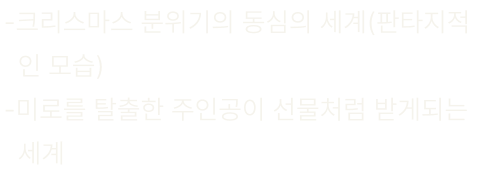 -크리스마스 분위기의 동심의 세계(판타지적
인 모습)
-미로를 탈출한 주인공이 선물처럼 받게되는
세계